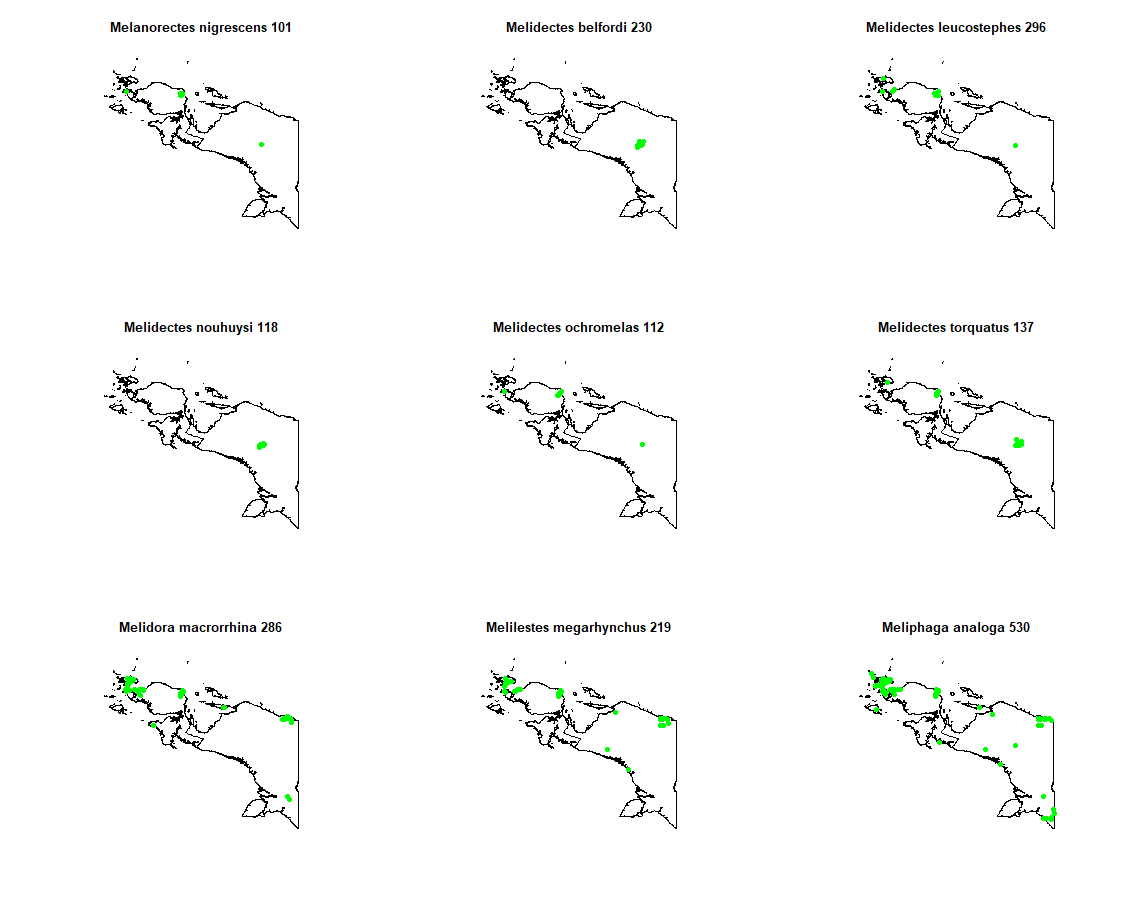 Melanorectes nigrescens 101
Melidectes belfordi 230
Melidectes leucostephes 296
Melidectes nouhuysi 118
Melidectes ochromelas 112
Melidectes torquatus 137
Melidora macrorrhina 286
Melilestes megarhynchus 219
Meliphaga analoga 530